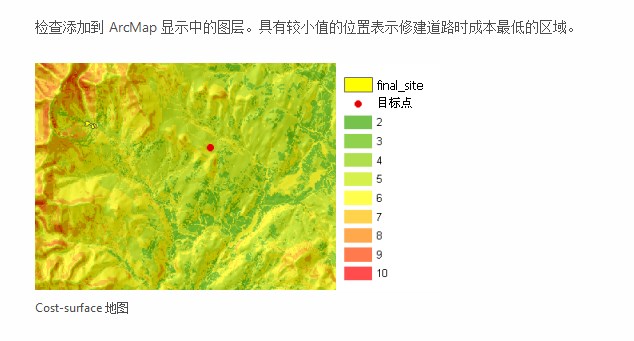 检查添加到 ArcMap 显示中的图层。具有较小值的位置表示修建道路时成本最低的区域。
final_site
目标点
2
3
4
5
6
7
8
9
10
Cost-surface 地图